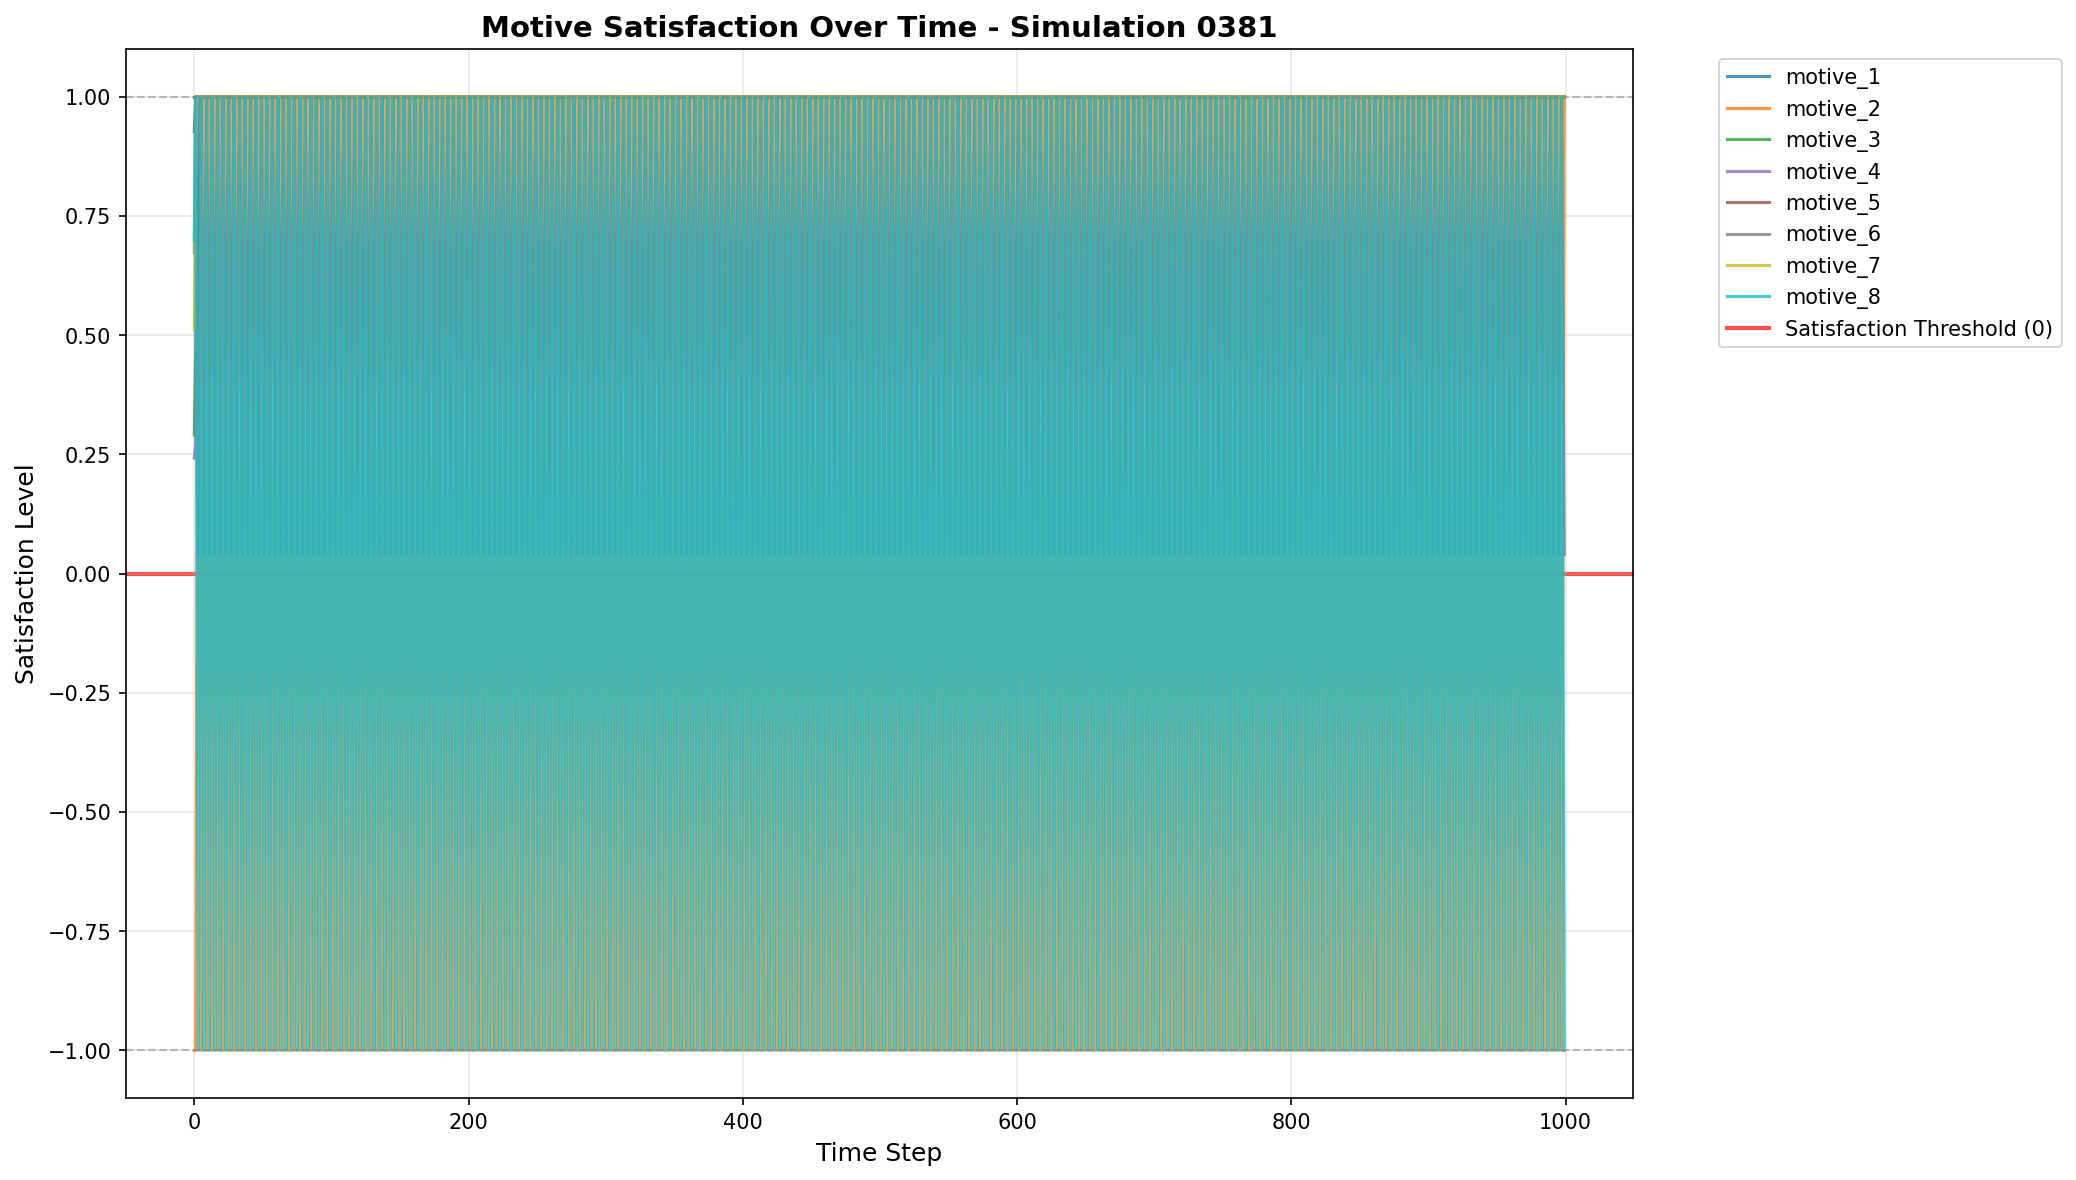 Motive Satisfaction Over Time - Simulation 0381
motive_1
motive_2
motive_3
motive_4
motive_5
motive_6
motive_7
motive_8
Satisfaction Threshold (0)
Satisfaction Level
1.00
0.75
0.50
0.25
0.00
−0.25
−0.50
−0.75
−1.00
0 200 400 600 800 1000
Time Step